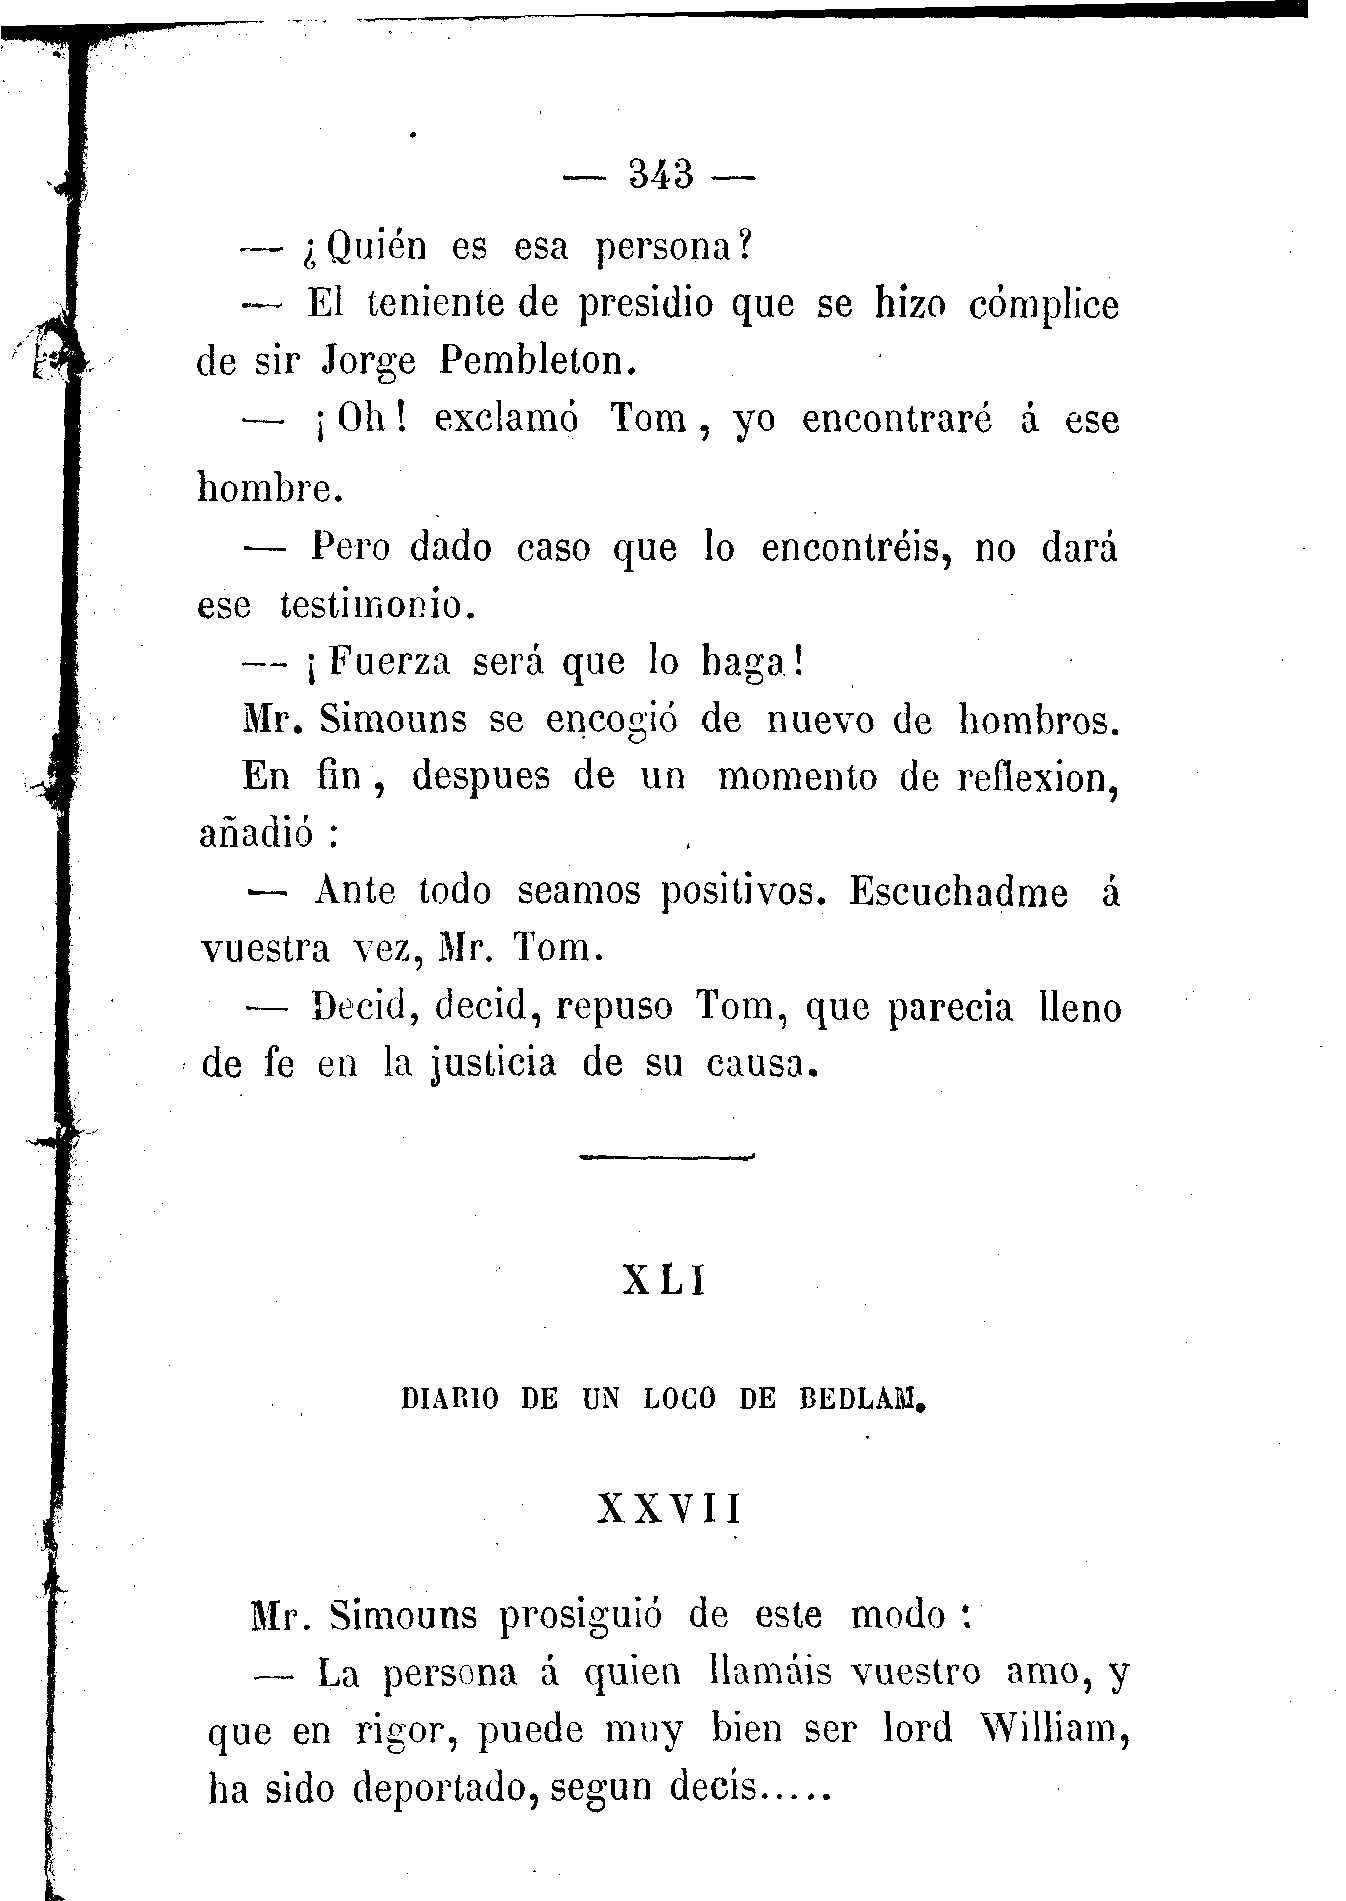 — 343 —
— ¿Quién es esa persona?
— El teniente de presidio que se hizo cómplice
de sir Jorge Pembleton.
— ¡Oh! exclamó Tom, yo encontraré á ese
hombre.
— Pero dado caso que lo encontréis, no dará
ese testimonio.
— ¡Fuerza será que lo haga!
Mr. Simouns se encogió de nuevo de hombros.
En fin, despues de un momento de reflexion,
añadió :
— Ante todo seamos positivos. Escuchadme á
vuestra vez, Mr. Tom.
— Decid, decid, repuso Tom, que parecia lleno
de fe en la justicia de su causa.
XLI
DIARIO DE UN LOCO DE BEDLAM.
XXVII
Mr. Simouns prosiguió de este modo :
— La persona á quien llamáis vuestro amo, y
que en rigor, puede muy bien ser lord William,
ha sido deportado, segun decís.....